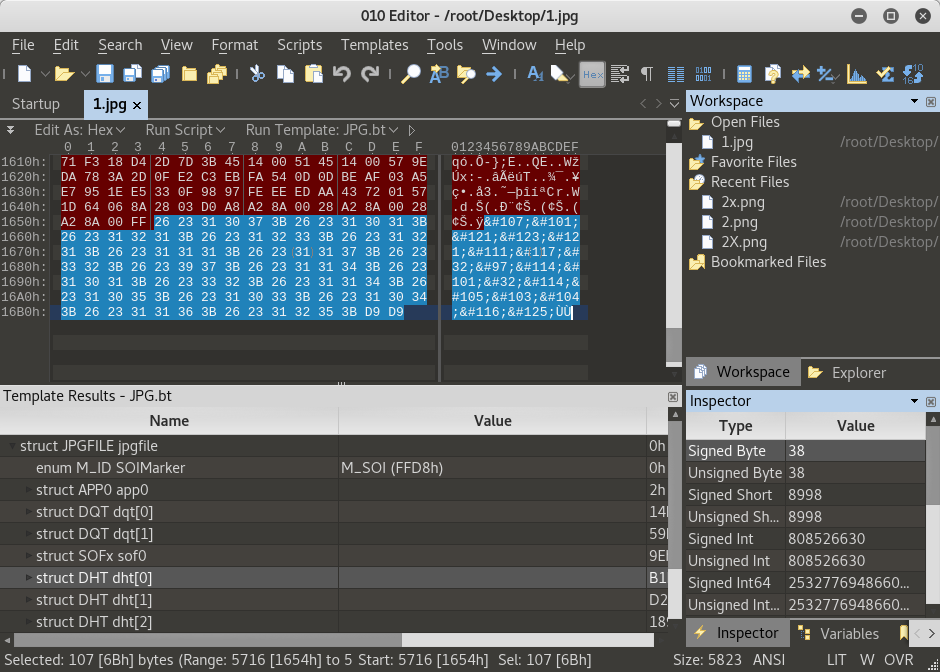 010 Editor - /root/Desktop/1.jpg
File Edit Search View Format Scripts Templates Tools Window Help
Startup 1.jpg
Edit As: Hex Run Script Run Template: JPG.bt
0 1 2 3 4 5 6 7 8 9 A B C D E F 0123456789ABCDEF
1610h: 71 F3 18 D4 2D 7D 3B 45 14 00 51 45 14 00 57 9E qó.Ô-};E..QE..Wž
1620h: DA 78 3A 2D 0F E2 C3 EB FA 54 0D 0D BE AF 03 A5 Úx:-.âÃëúT..¾¯.¥
1630h: E7 95 1E E5 33 0F 98 97 FE EE ED AA 43 72 01 57 ç•.å3.˜—þîíªCr.W
1640h: 1D 64 06 8A 28 03 D0 A8 A2 8A 00 28 A2 8A 00 28 .d.Š(.Ð¨¢Š.(¢Š.(
1650h: A2 8A 00 FF 26 23 31 30 37 3B 26 23 31 30 31 3B ¢Š.ÿ&#107;&#101;
1660h: 26 23 31 32 31 3B 26 23 31 32 33 3B 26 23 31 32 &#121;&#123;&#12
1670h: 31 3B 26 23 31 31 31 3B 26 23 31 31 37 3B 26 23 1;&#111;&#117;&#
1680h: 33 32 3B 26 23 39 37 3B 26 23 31 31 34 3B 26 23 32;&#97;&#114;&#
1690h: 31 30 31 3B 26 23 33 32 3B 26 23 31 31 34 3B 26 101;&#32;&#114;&
16A0h: 23 31 30 35 3B 26 23 31 30 33 3B 26 23 31 30 34 #105;&#103;&#104
16B0h: 3B 26 23 31 31 36 3B 26 23 31 32 35 3B D9 D9 ;&#116;&#125;ÙÙ
Template Results - JPG.bt
Name Value
struct JPGFILE jpgfile 0h
enum M_ID SOIMarker M_SOI (FFD8h) 0h
struct APP0 app0 2h
struct DQT dqt[0]
struct DQT dqt[1]
struct SOFx sof0
struct DHT dht[0]
struct DHT dht[1]
struct DHT dht[2]
Workspace
Open Files
1.jpg /root/Desktop/
Favorite Files
Recent Files
2x.png /root/Desktop/
2.png /root/Desktop/
2X.png /root/Desktop/
Bookmarked Files
Workspace Explorer
Inspector
Type Value
Signed Byte 38
Unsigned Byte 38
Signed Short 8998
Unsigned Sh... 8998
Signed Int 808526630
Unsigned Int 808526630
Signed Int64 2532776948660...
Unsigned Int... 2532776948660...
Inspector Variables
Selected: 107 [6Bh] bytes (Range: 5716 [1654h] to 5 Start: 5716 [1654h] Sel: 107 [6Bh] Size: 5823 ANSI LIT W OVR